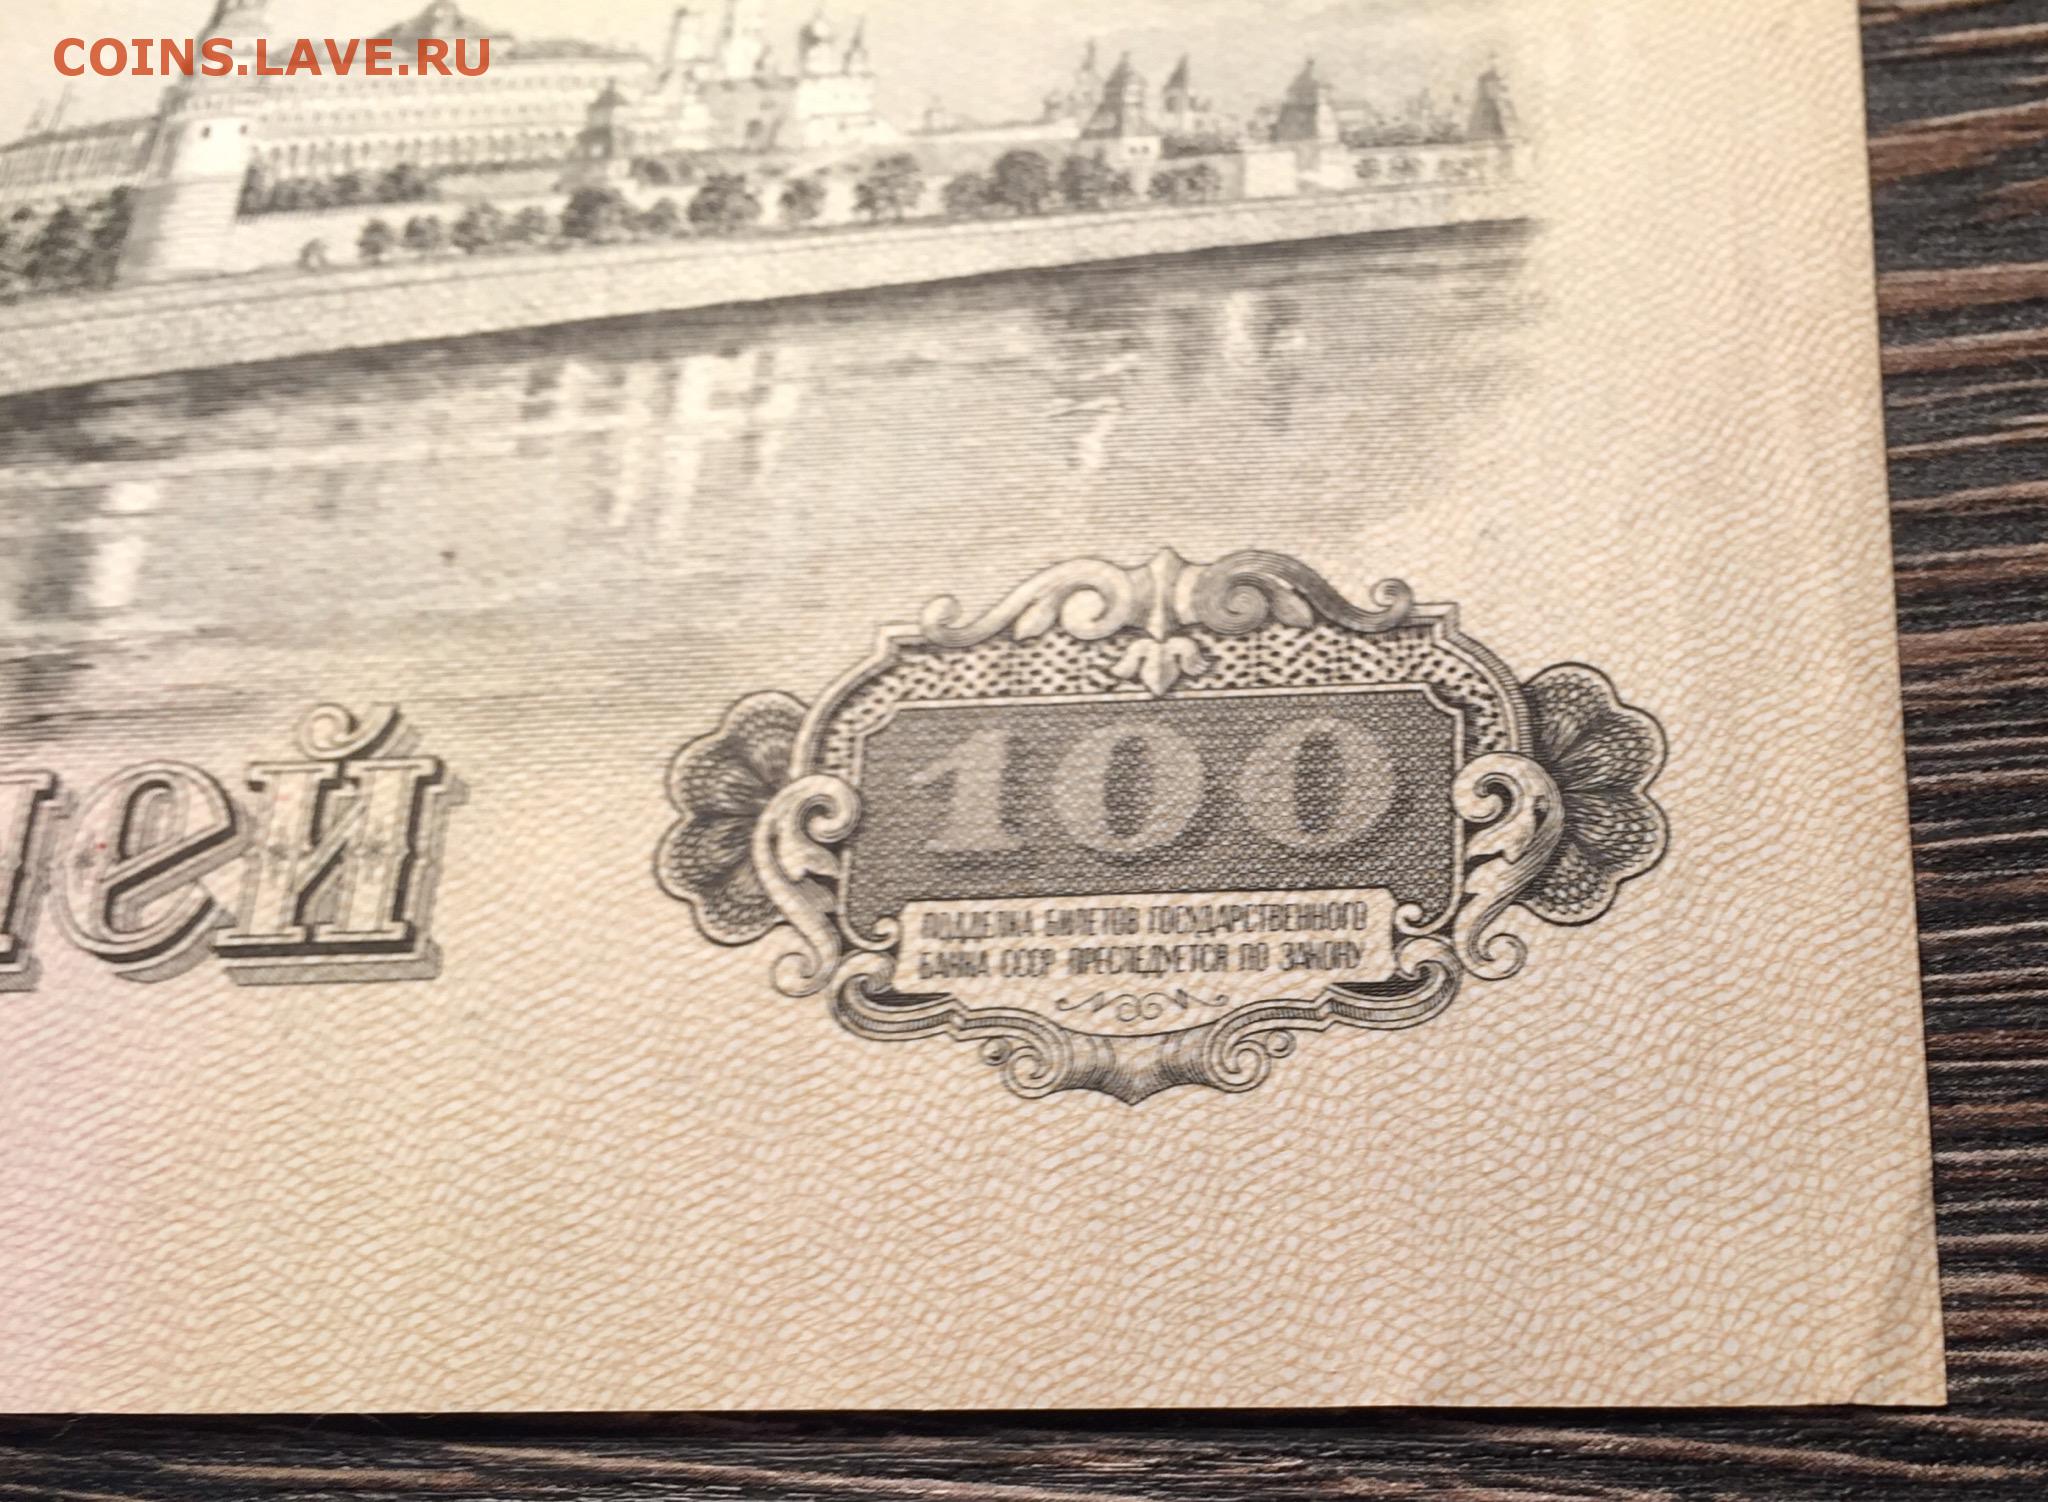 COINS.LAVE.RU
лей
100
ПОДДЕЛКА БИЛЕТОВ ГОСУДАРСТВЕННОГО
БАНКА СССР ПРЕСЛЕДУЕТСЯ ПО ЗАКОНУ